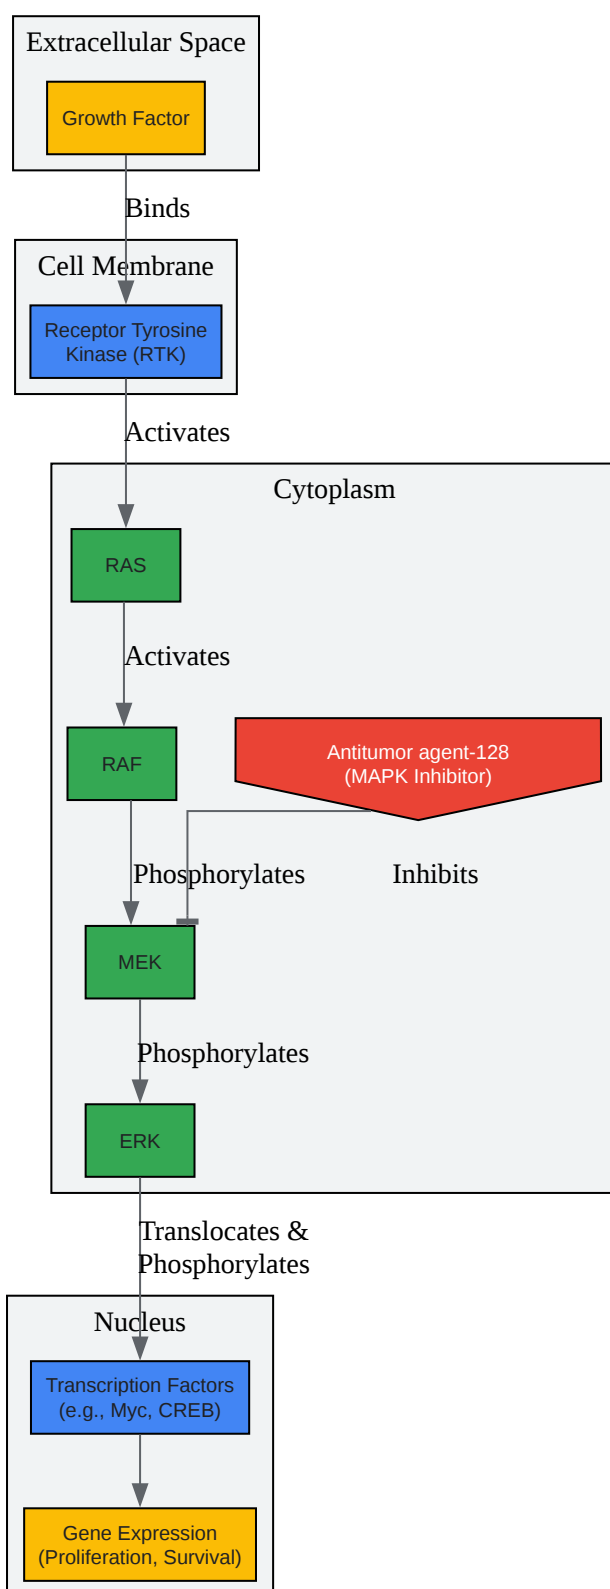 Extracellular Space
Growth Factor
Binds
Cell Membrane
Receptor Tyrosine
Kinase (RTK)
Activates
Cytoplasm
RAS
Activates
RAF
Antitumor agent-128
(MAPK Inhibitor)
Phosphorylates
Inhibits
MEK
Phosphorylates
ERK
Translocates &
Phosphorylates
Nucleus
Transcription Factors
(e.g., Myc, CREB)
Gene Expression
(Proliferation, Survival)